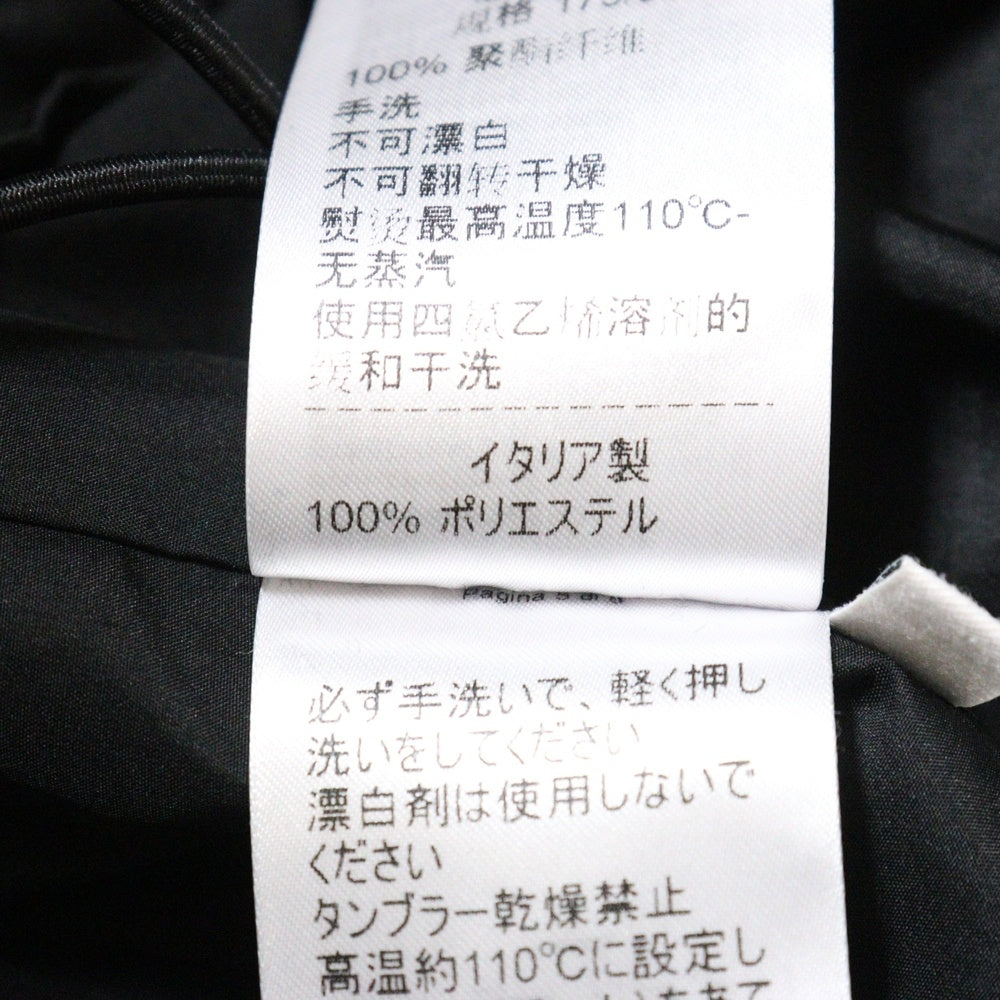 规格
100% 聚酯纤维
手洗
不可漂白
不可翻转干燥
熨烫最高温度110°C-
无蒸汽
使用四氯乙烯溶剂的
缓和干洗
イタリア製
100% ポリエステル
pagina
必ず手洗いで、軽く押し
洗いをしてください
漂白剤は使用しないで
ください
タンブラー乾燥禁止
高温約110°Cに設定し